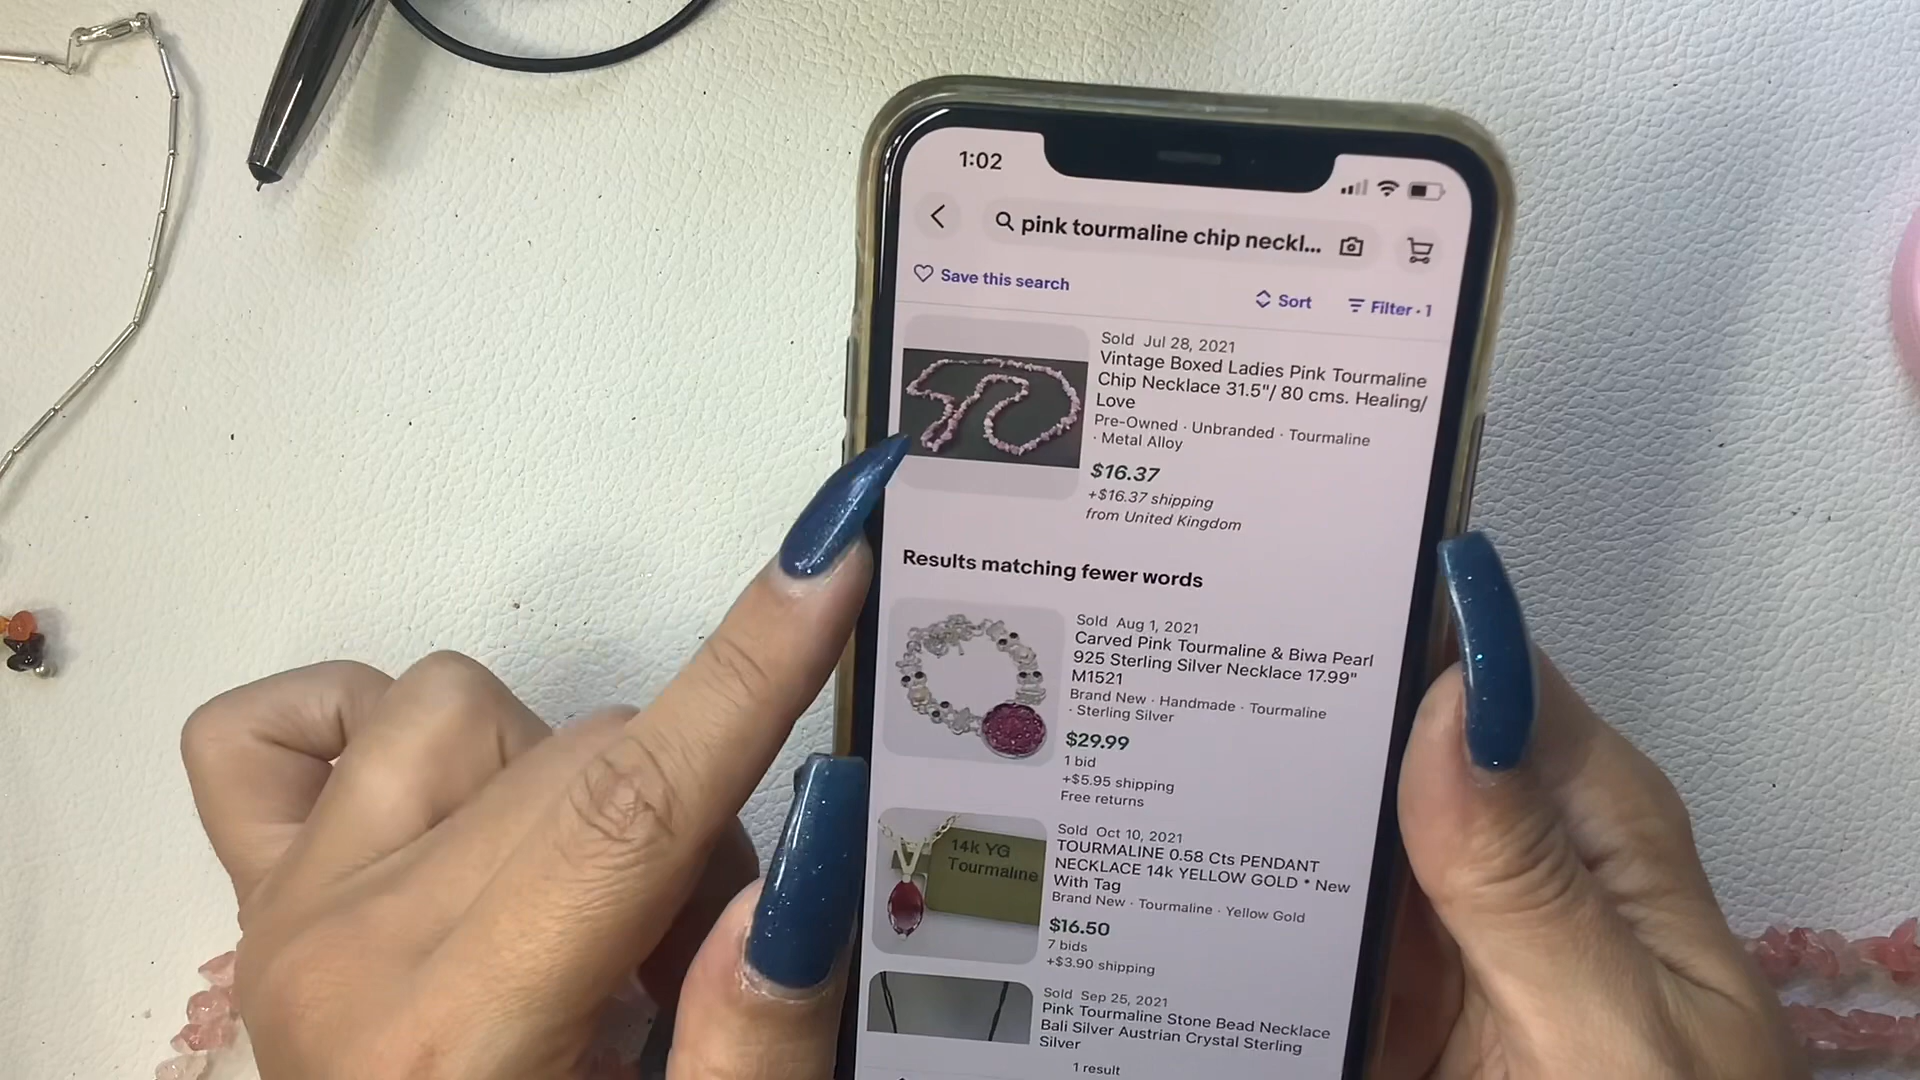 1:02
pink tourmaline chip neckl...
Save this search
Sort
Filter · 1
Sold Jul 28, 2021
Vintage Boxed Ladies Pink Tourmaline
Chip Necklace 31.5"/ 80 cms. Healing/
Love
Pre-Owned · Unbranded · Tourmaline
· Metal Alloy
$16.37
+$16.37 shipping
from United Kingdom
Results matching fewer words
Sold Aug 1, 2021
Carved Pink Tourmaline & Biwa Pearl
925 Sterling Silver Necklace 17.99"
M1521
Brand New · Handmade · Tourmaline
· Sterling Silver
$29.99
1 bid
+$5.95 shipping
Free returns
14k YG
Tourmaline
Sold Oct 10, 2021
TOURMALINE 0.58 Cts PENDANT
NECKLACE 14k YELLOW GOLD * New
With Tag
Brand New · Tourmaline · Yellow Gold
$16.50
7 bids
+$3.90 shipping
Sold Sep 25, 2021
Pink Tourmaline Stone Bead Necklace
Bali Silver Austrian Crystal Sterling
Silver
1 result